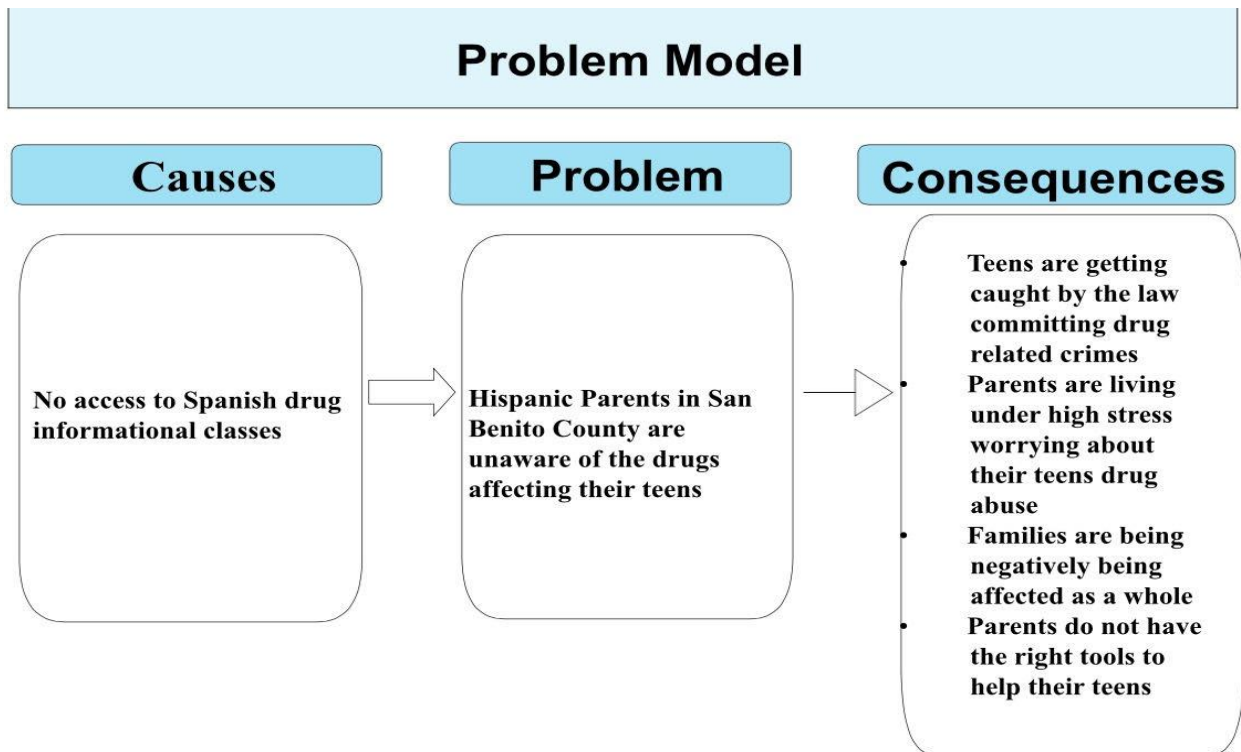 Problem Model
Causes
No access to Spanish drug
informational classes
Problem
Hispanic Parents in San
Benito County are
unaware of the drugs
affecting their teens
Consequences
• Teens are getting
caught by the law
committing drug
related crimes
• Parents are living
under high stress
worrying about
their teens drug
abuse
• Families are being
negatively being
affected as a whole
• Parents do not have
the right tools to
help their teens